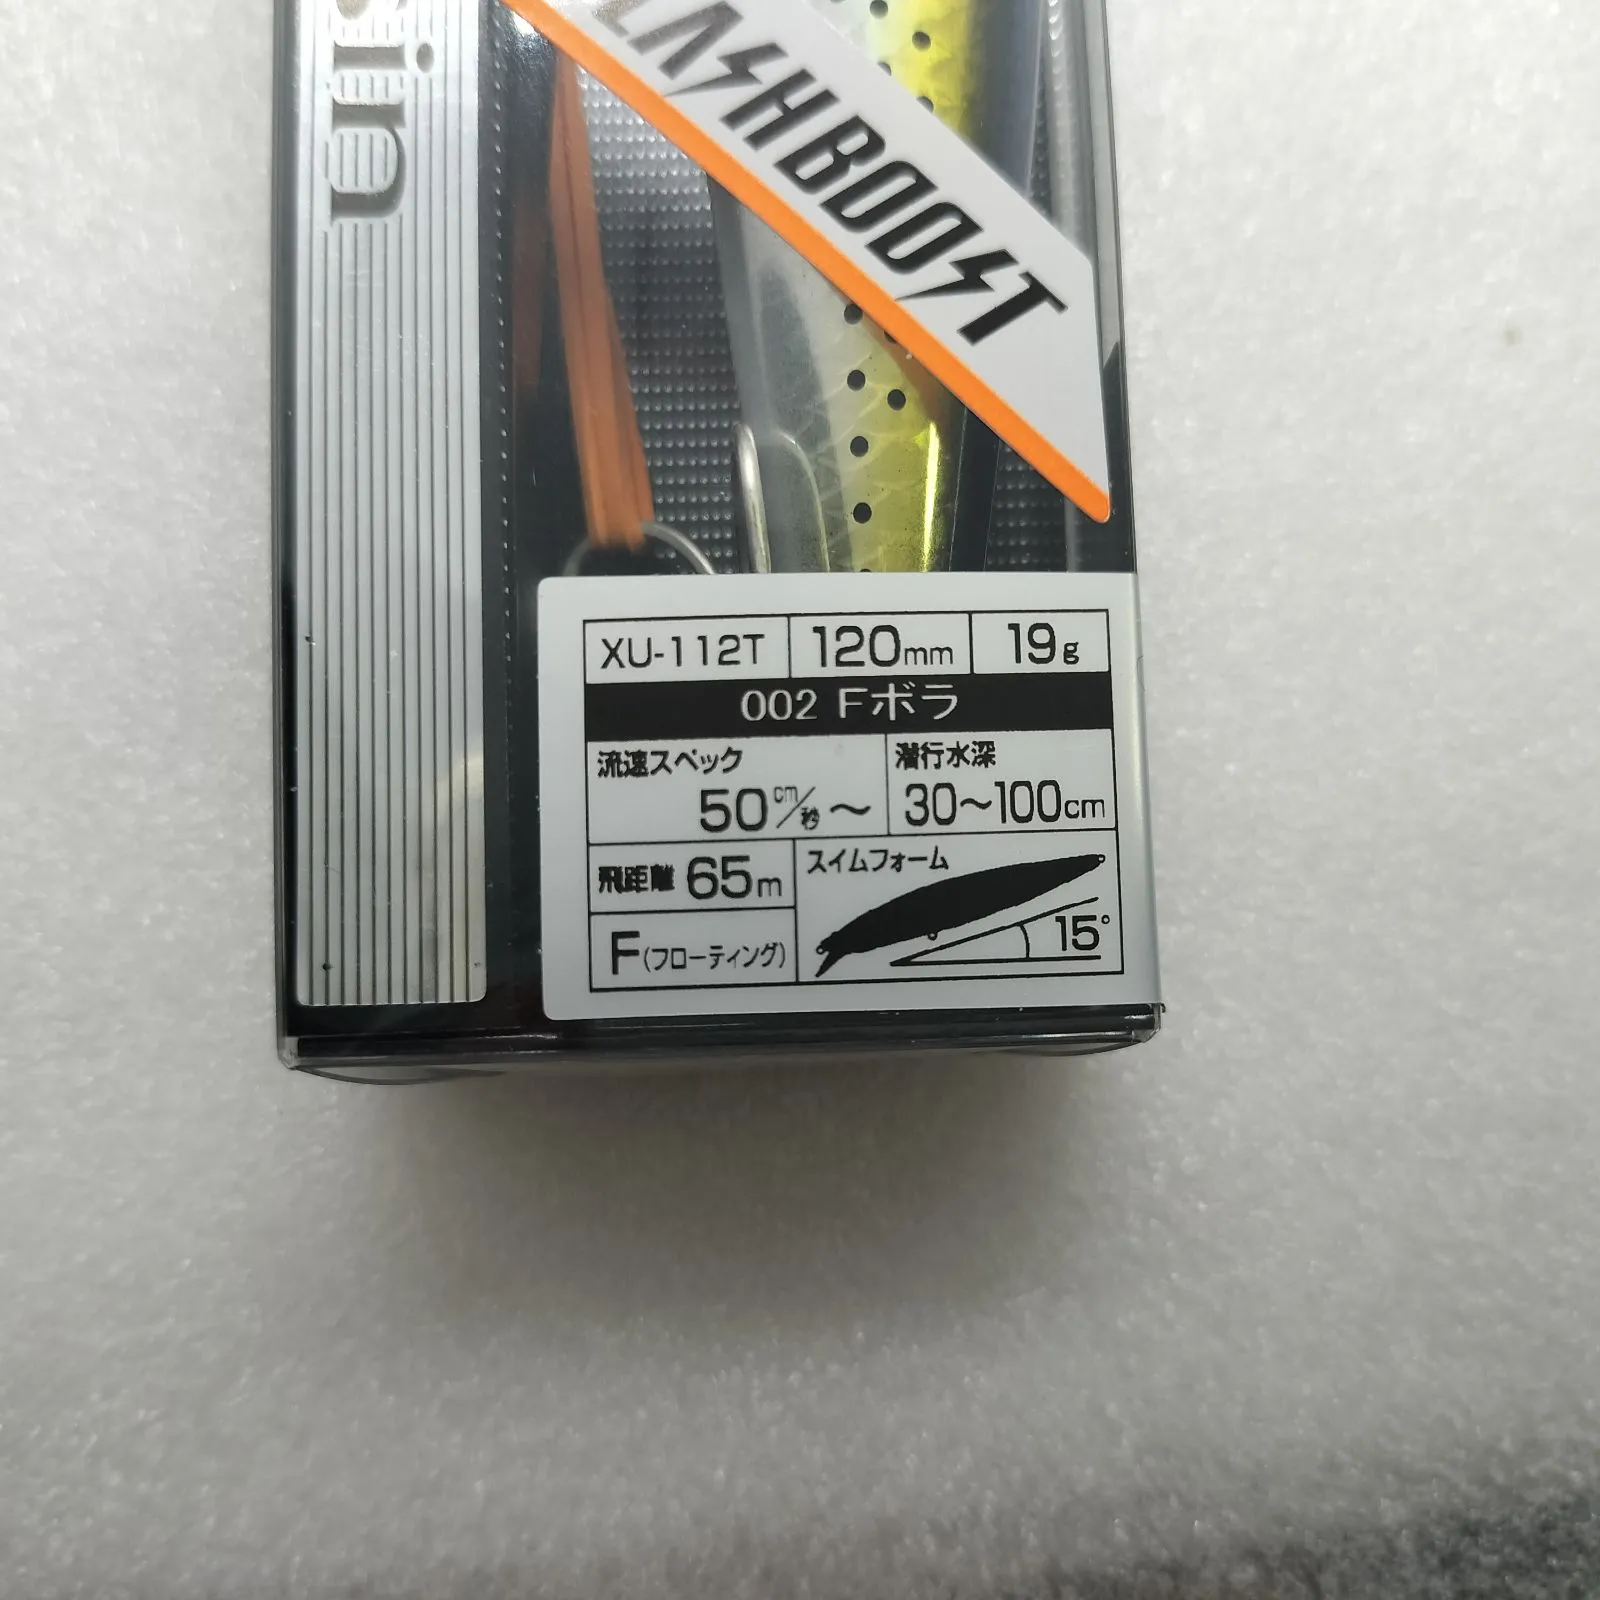 LASHBOOST
XU-112T 120mm 19g
002 Fボラ
流速スペック 潜行水深
50cm/秒～ 30～100cm
飛距離 65m スイムフォーム
F(フローティング) 15°